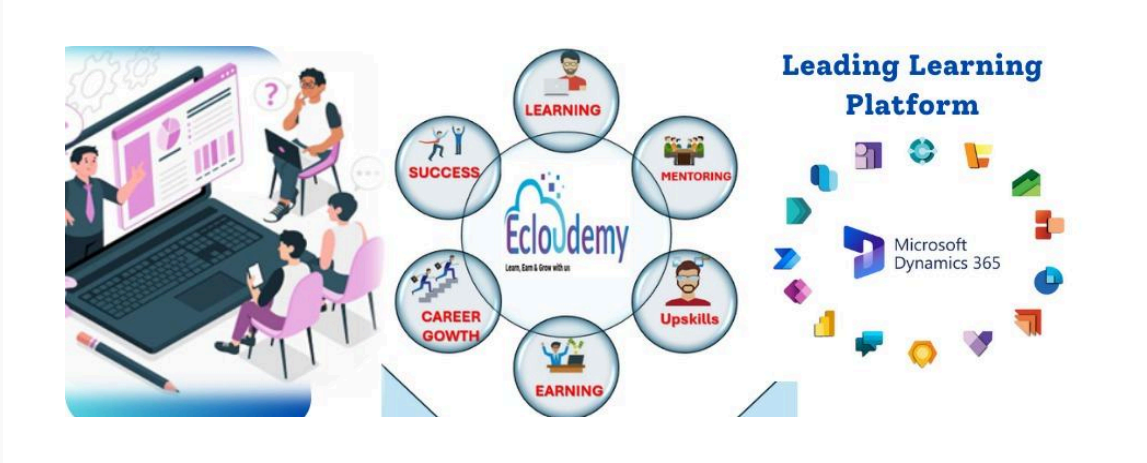 ?
LEARNING
SUCCESS
MENTORING
Ecloudemy
Learn, Earn & Grow with us
CAREER
GOWTH
Upskills
EARNING
Leading Learning
Platform
Microsoft
Dynamics 365